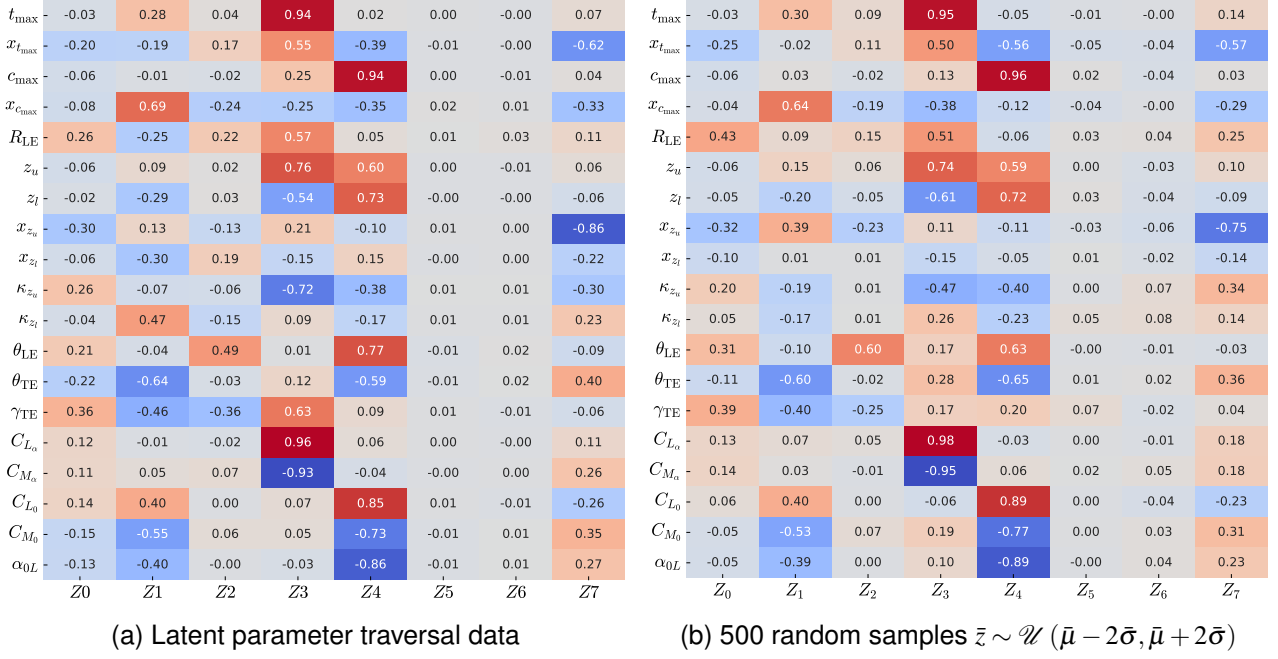 t_max -0.03 0.28 0.04 0.94 0.02 0.00 -0.00 0.07
x_t_max -0.20 -0.19 0.17 0.55 -0.39 -0.01 -0.00 -0.62
c_max -0.06 -0.01 -0.02 0.25 0.94 0.00 -0.01 0.04
x_c_max -0.08 0.69 -0.24 -0.25 -0.35 0.02 0.01 -0.33
R_LE 0.26 -0.25 0.22 0.57 0.05 0.01 0.03 0.11
z_u -0.06 0.09 0.02 0.76 0.60 0.00 -0.01 0.06
z_l -0.02 -0.29 0.03 -0.54 0.73 -0.00 -0.00 -0.06
x_z_u -0.30 0.13 -0.13 0.21 -0.10 0.01 0.00 -0.86
x_z_l -0.06 -0.30 0.19 -0.15 0.15 -0.00 0.00 -0.22
κ_z_u 0.26 -0.07 -0.06 -0.72 -0.38 0.01 0.01 -0.30
κ_z_l -0.04 0.47 -0.15 0.09 -0.17 0.01 0.01 0.23
θ_LE 0.21 -0.04 0.49 0.01 0.77 -0.01 0.02 -0.09
θ_TE -0.22 -0.64 -0.03 0.12 -0.59 -0.01 0.02 0.40
γ_TE 0.36 -0.46 -0.36 0.63 0.09 0.01 -0.01 -0.06
C_L_α 0.12 -0.01 -0.02 0.96 0.06 0.00 -0.00 0.11
C_M_α 0.11 0.05 0.07 -0.93 -0.04 -0.00 0.00 0.26
C_L_0 0.14 0.40 0.00 0.07 0.85 0.01 -0.01 -0.26
C_M_0 -0.15 -0.55 0.06 0.05 -0.73 -0.01 0.01 0.35
α_0L -0.13 -0.40 -0.00 -0.03 -0.86 -0.01 0.01 0.27
Z0 Z1 Z2 Z3 Z4 Z5 Z6 Z7
(a) Latent parameter traversal data
t_max -0.03 0.30 0.09 0.95 -0.05 -0.01 -0.00 0.14
x_t_max -0.25 -0.02 0.11 0.50 -0.56 -0.05 -0.04 -0.57
c_max -0.06 0.03 -0.02 0.13 0.96 0.02 -0.04 0.03
x_c_max -0.04 0.64 -0.19 -0.38 -0.12 -0.04 -0.00 -0.29
R_LE 0.43 0.09 0.15 0.51 -0.06 0.03 0.04 0.25
z_u -0.06 0.15 0.06 0.74 0.59 0.00 -0.03 0.10
z_l -0.05 -0.20 -0.05 -0.61 0.72 0.03 -0.04 -0.09
x_z_u -0.32 0.39 -0.23 0.11 -0.11 -0.03 -0.06 -0.75
x_z_l -0.10 0.01 0.01 -0.15 -0.05 0.01 -0.02 -0.14
κ_z_u 0.20 -0.19 0.01 -0.47 -0.40 0.00 0.07 0.34
κ_z_l 0.05 -0.17 0.01 0.26 -0.23 0.05 0.08 0.14
θ_LE 0.31 -0.10 0.60 0.17 0.63 -0.00 -0.01 -0.03
θ_TE -0.11 -0.60 -0.02 0.28 -0.65 0.01 0.02 0.36
γ_TE 0.39 -0.40 -0.25 0.17 0.20 0.07 -0.02 0.04
C_L_α 0.13 0.07 0.05 0.98 -0.03 0.00 -0.01 0.18
C_M_α 0.14 0.03 -0.01 -0.95 0.06 0.02 0.05 0.18
C_L_0 0.06 0.40 0.00 -0.06 0.89 0.00 -0.04 -0.23
C_M_0 -0.05 -0.53 0.07 0.19 -0.77 0.00 0.03 0.31
α_0L -0.05 -0.39 0.00 0.10 -0.89 -0.00 0.04 0.23
Z_0 Z_1 Z_2 Z_3 Z_4 Z_5 Z_6 Z_7
(b) 500 random samples z̄ ∼ 𝒰 (μ̄ − 2σ̄, μ̄ + 2σ̄)